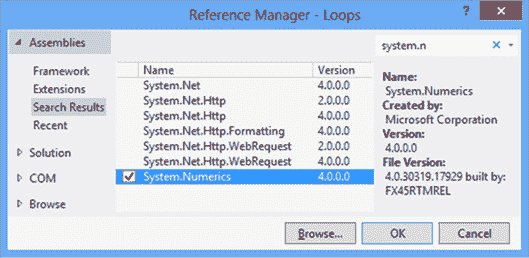 Reference Manager - Loops
?
Assemblies
Framework
Extensions
Search Results
Recent
Solution
COM
Browse
Name Version
System.Net 4.0.0.0
System.Net.Http 2.0.0.0
System.Net.Http 4.0.0.0
System.Net.Http.Formatting 4.0.0.0
System.Net.Http.WebRequest 2.0.0.0
System.Net.Http.WebRequest 4.0.0.0
System.Numerics 4.0.0.0
system.n
Name:
System.Numerics
Created by:
Microsoft Corporation
Version:
4.0.0.0
File Version:
4.0.30319.17929 built by:
FX45RTMREL
Browse... OK Cancel